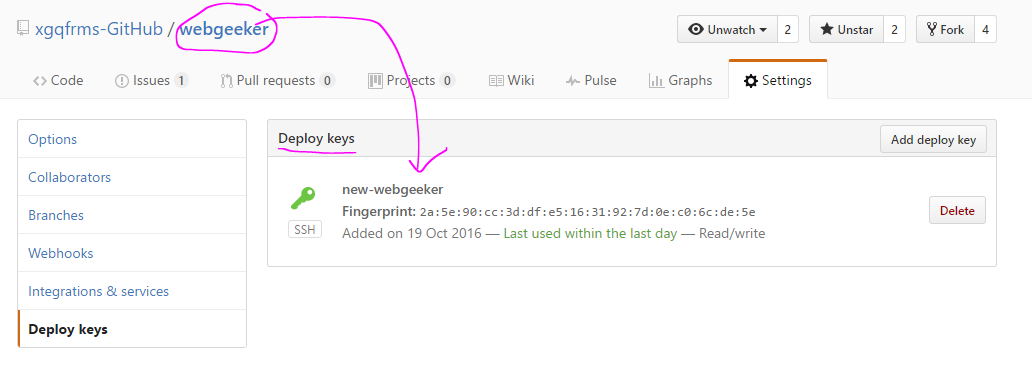 xgqfrms-GitHub / webgeeker
Unwatch 2 Unstar 2 Fork 4
Code Issues 1 Pull requests 0 Projects 0 Wiki Pulse Graphs Settings
Options
Collaborators
Branches
Webhooks
Integrations & services
Deploy keys
Deploy keys Add deploy key
new-webgeeker
SSH
Fingerprint: 2a:5e:90:cc:3d:df:e5:16:31:92:7d:0e:c0:6c:de:5e
Added on 19 Oct 2016 — Last used within the last day — Read/write
Delete